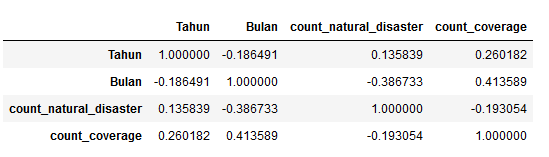 Tahun Bulan count_natural_disaster count_coverage
Tahun 1.000000 -0.186491 0.135839 0.260182
Bulan -0.186491 1.000000 -0.386733 0.413589
count_natural_disaster 0.135839 -0.386733 1.000000 -0.193054
count_coverage 0.260182 0.413589 -0.193054 1.000000